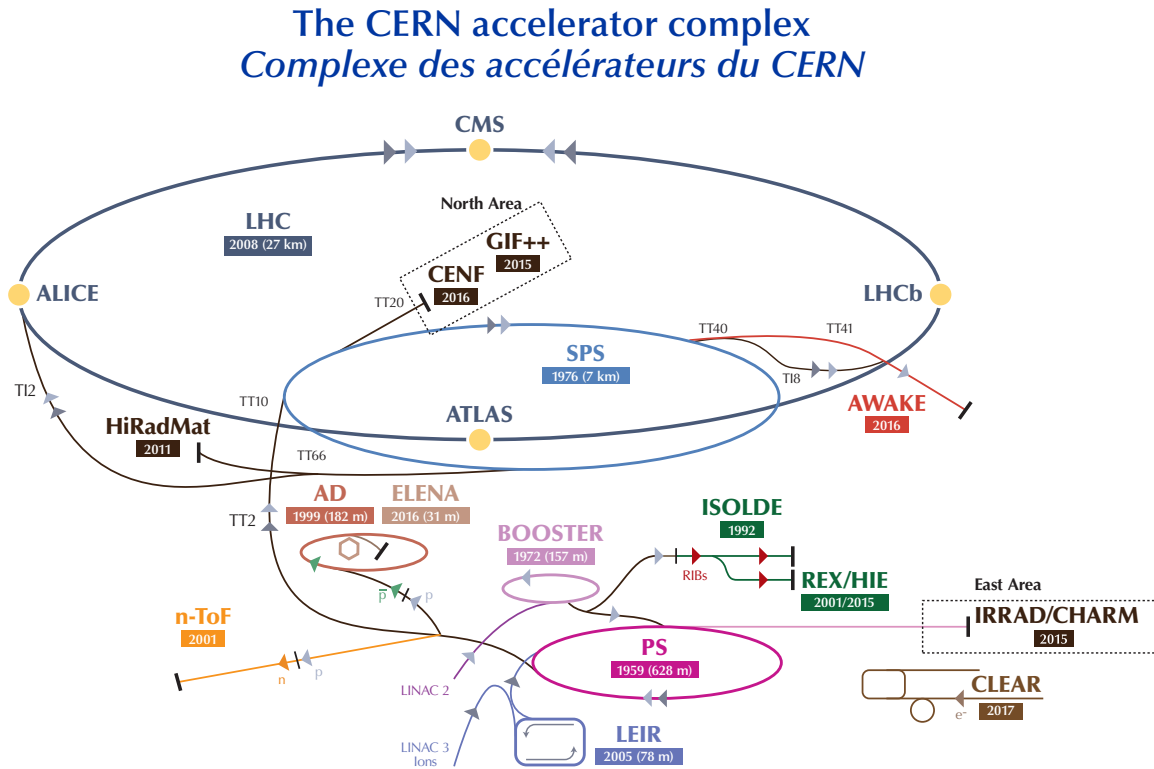 The CERN accelerator complex
Complexe des accélérateurs du CERN
CMS
North Area
LHC
2008 (27 km)
GIF++
2015
CENF
2016
ALICE
LHCb
TT20
TT40
TT41
SPS
1976 (7 km)
TI8
TI2
TT10
ATLAS
AWAKE
2016
HiRadMat
2011
TT66
AD
1999 (182 m)
ELENA
2016 (31 m)
TT2
BOOSTER
1972 (157 m)
ISOLDE
1992
RIBs
REX/HIE
2001/2015
East Area
p̅
p
n-ToF
2001
IRRAD/CHARM
2015
PS
1959 (628 m)
n
p
LINAC 2
CLEAR
2017
e-
LEIR
2005 (78 m)
LINAC 3
Ions